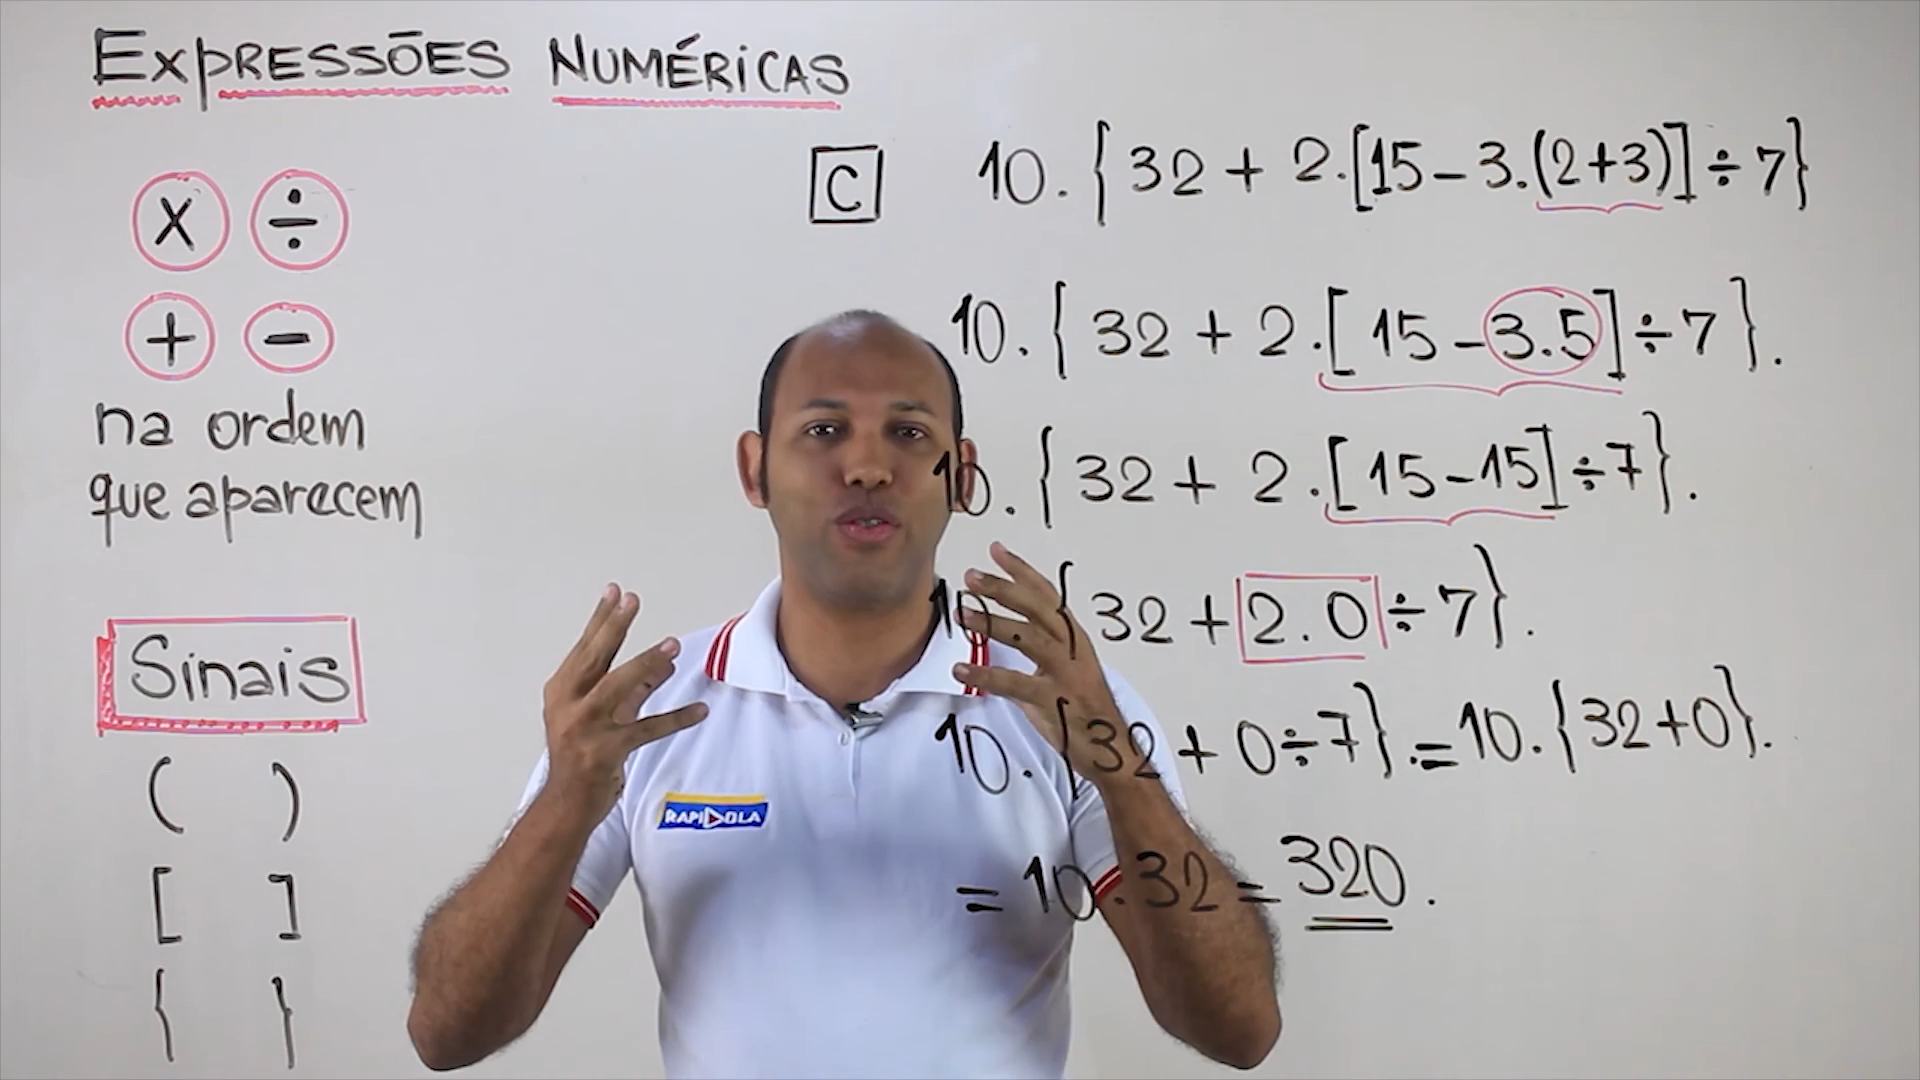 EXPRESSÕES NUMÉRICAS
X ÷
+ -
na ordem
que aparecem
Sinais
( )
[ ]
{ }
C 10.{32 + 2.[15-3.(2+3)]÷7}
10.{32 + 2.[15-3.5]÷7}.
10.{32 + 2.[15-15]÷7}.
10.{32 + 2.0÷7}.
10.{32 + 0÷7}.=10.{32+0}.
=10.32=320.
RAPIDOLA